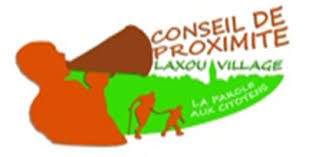 CONSEIL DE
PROXIMITE
LAXOU VILLAGE
LA PAROLE
AUX CITOYENS